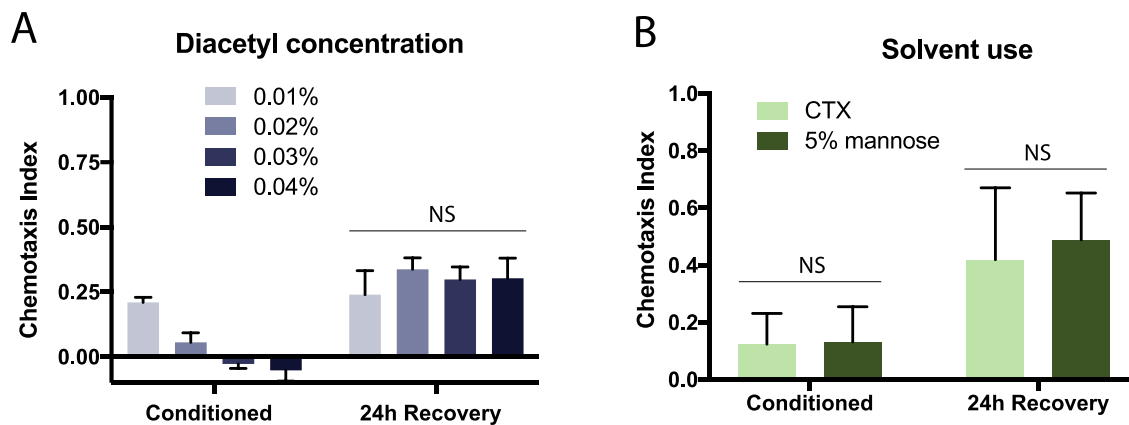 A
Diacetyl concentration
Chemotaxis Index
1.00
0.75
0.50
0.25
0.00
0.01%
0.02%
0.03%
0.04%
NS
Conditioned
24h Recovery
B
Solvent use
Chemotaxis Index
1.0
0.8
0.6
0.4
0.2
0.0
CTX
5% mannose
NS
NS
Conditioned
24h Recovery